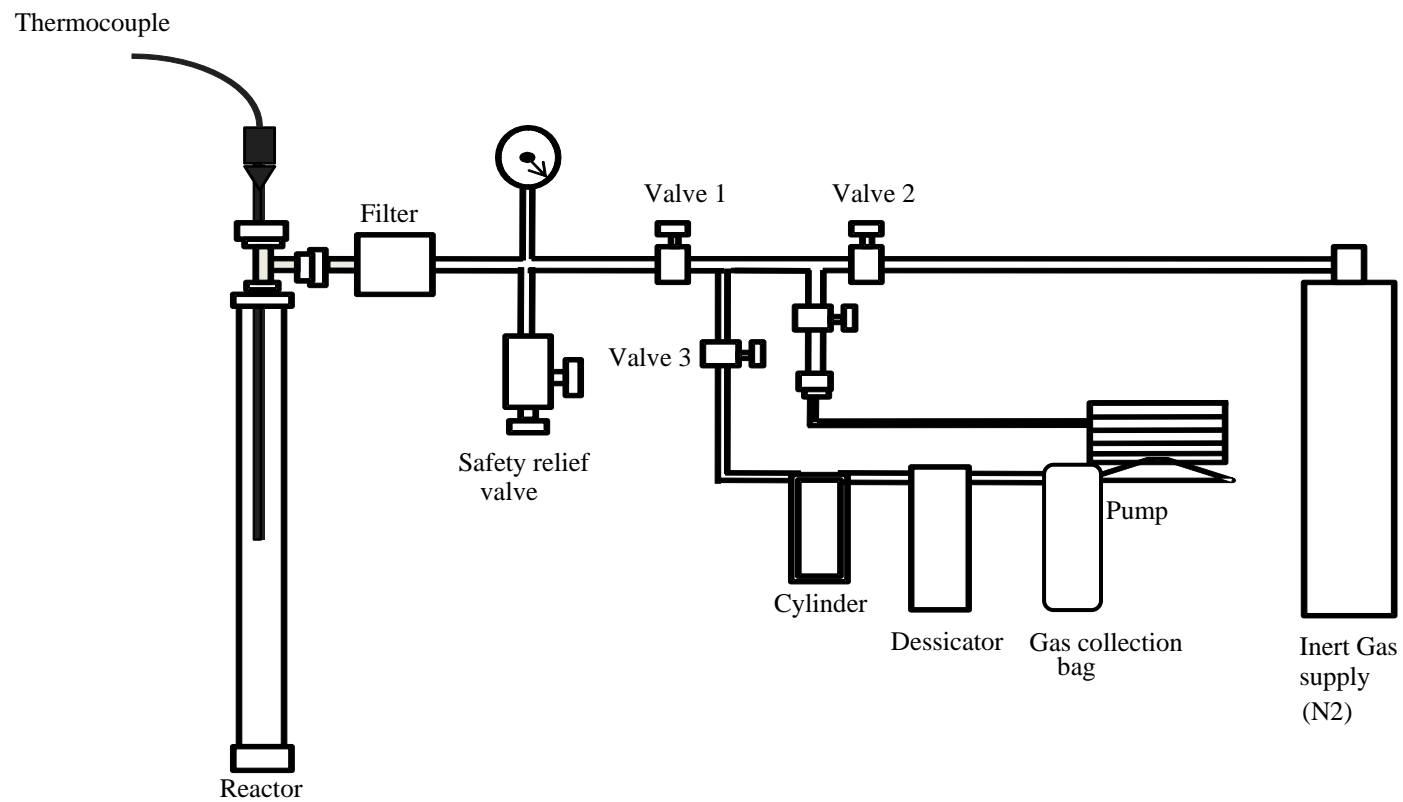 Thermocouple
Valve 1
Valve 2
Filter
Valve 3
Safety relief
valve
Pump
Cylinder
Dessicator
Gas collection
bag
Inert Gas
supply
(N2)
Reactor